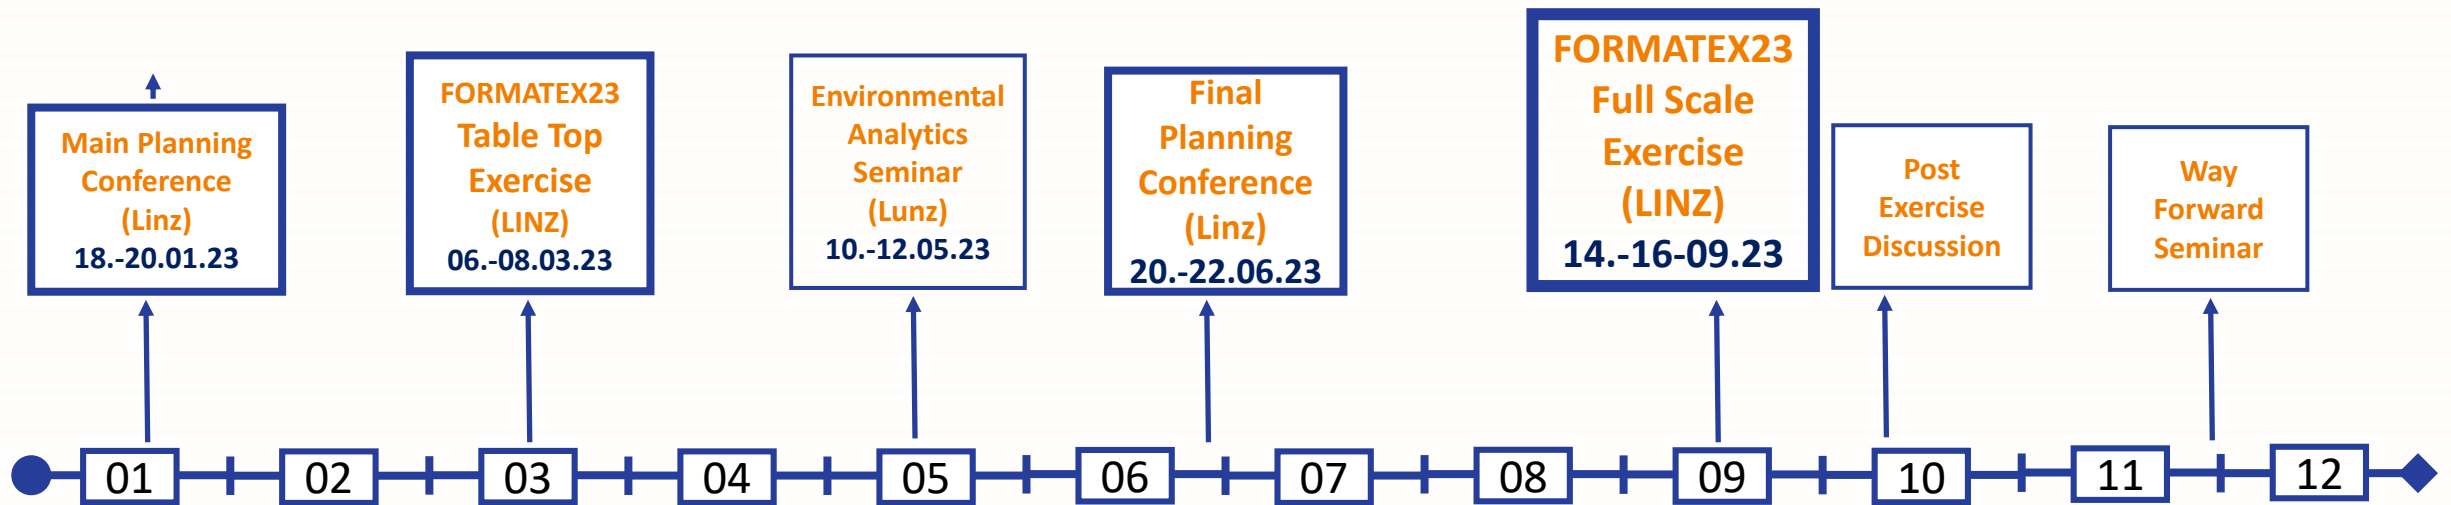 Main Planning
Conference
(Linz)
18.-20.01.23
FORMATEX23
Table Top
Exercise
(LINZ)
06.-08.03.23
Environmental
Analytics
Seminar
(Lunz)
10.-12.05.23
Final
Planning
Conference
(Linz)
20.-22.06.23
FORMATEX23
Full Scale
Exercise
(LINZ)
14.-16-09.23
Post
Exercise
Discussion
Way
Forward
Seminar
01
02
03
04
05
06
07
08
09
10
11
12